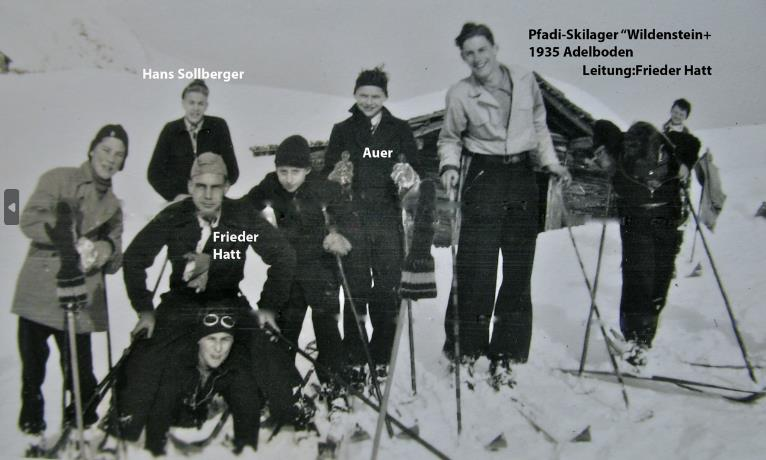 Pfadi-Skilager "Wildenstein+
1935 Adelboden
Leitung:Frieder Hatt
Hans Sollberger
Auer
Frieder
Hatt